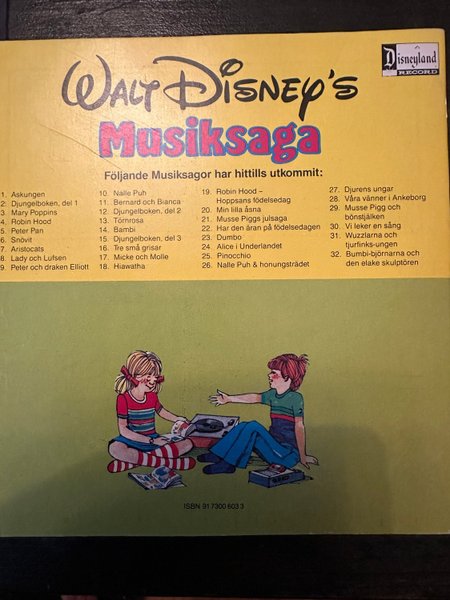 Walt Disney's
Disneyland
RECORD
Musiksaga
Följande Musiksagor har hittills utkommit:
1. Askungen
2. Djungelboken, del 1
3. Mary Poppins
4. Robin Hood
5. Peter Pan
6. Snövit
7. Aristocats
8. Lady och Lufsen
9. Peter och draken Elliott
10. Nalle Puh
11. Bernard och Bianca
12. Djungelboken, del 2
13. Törnrosa
14. Bambi
15 Djungelboken, del 3
16. Tre små grisar
17. Micke och Molle
18. Hiawatha
19. Robin Hood –
Hoppsans födelsedag
20. Min lilla åsna
21. Musse Piggs julsaga
22. Har den äran på födelsedagen
23. Dumbo
24. Alice i Underlandet
25. Pinocchio
26. Nalle Puh & honungsträdet
27. Djurens ungar
28. Våra vänner i Ankeborg
29. Musse Pigg och
bönstjälken
30. Vi leker en sång
31. Wuzzlarna och
tjurfinks-ungen
32. Bumbi-björnarna och
den elake skulptören
ISBN 91 7300 603 3